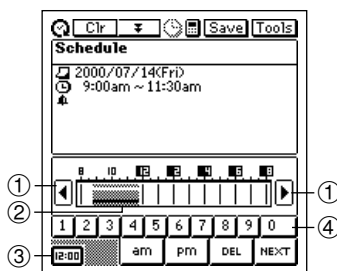 Clr Save Tools
Schedule
2000/07/14(Fri)
9:00am ~ 11:30am
8 10 12 2 4 6 8
① ①
②
1 2 3 4 5 6 7 8 9 0 ④
③ 12:00 am pm DEL NEXT